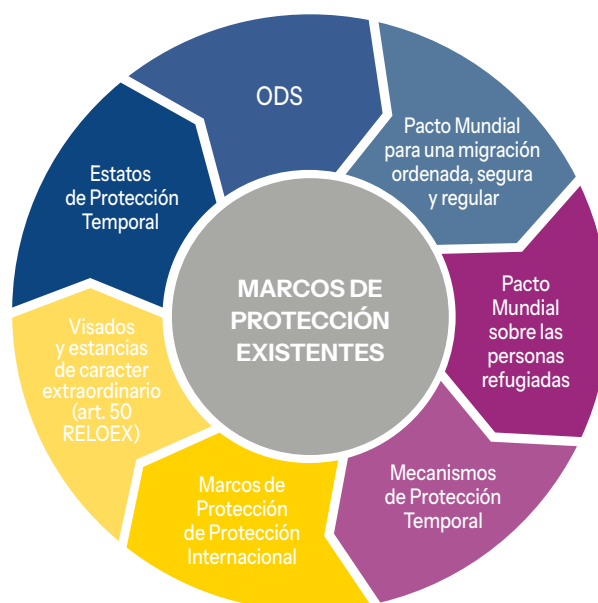 ODS
Pacto Mundial
para una migración
ordenada, segura
y regular
Pacto
Mundial
sobre las
personas
refugiadas
Mecanismos
de Protección
Temporal
Marcos de
Protección
de Protección
Internacional
Visados
y estancias
de caracter
extraordinario
(art. 50
RELOEX)
Estatos
de Protección
Temporal
MARCOS DE
PROTECCIÓN
EXISTENTES